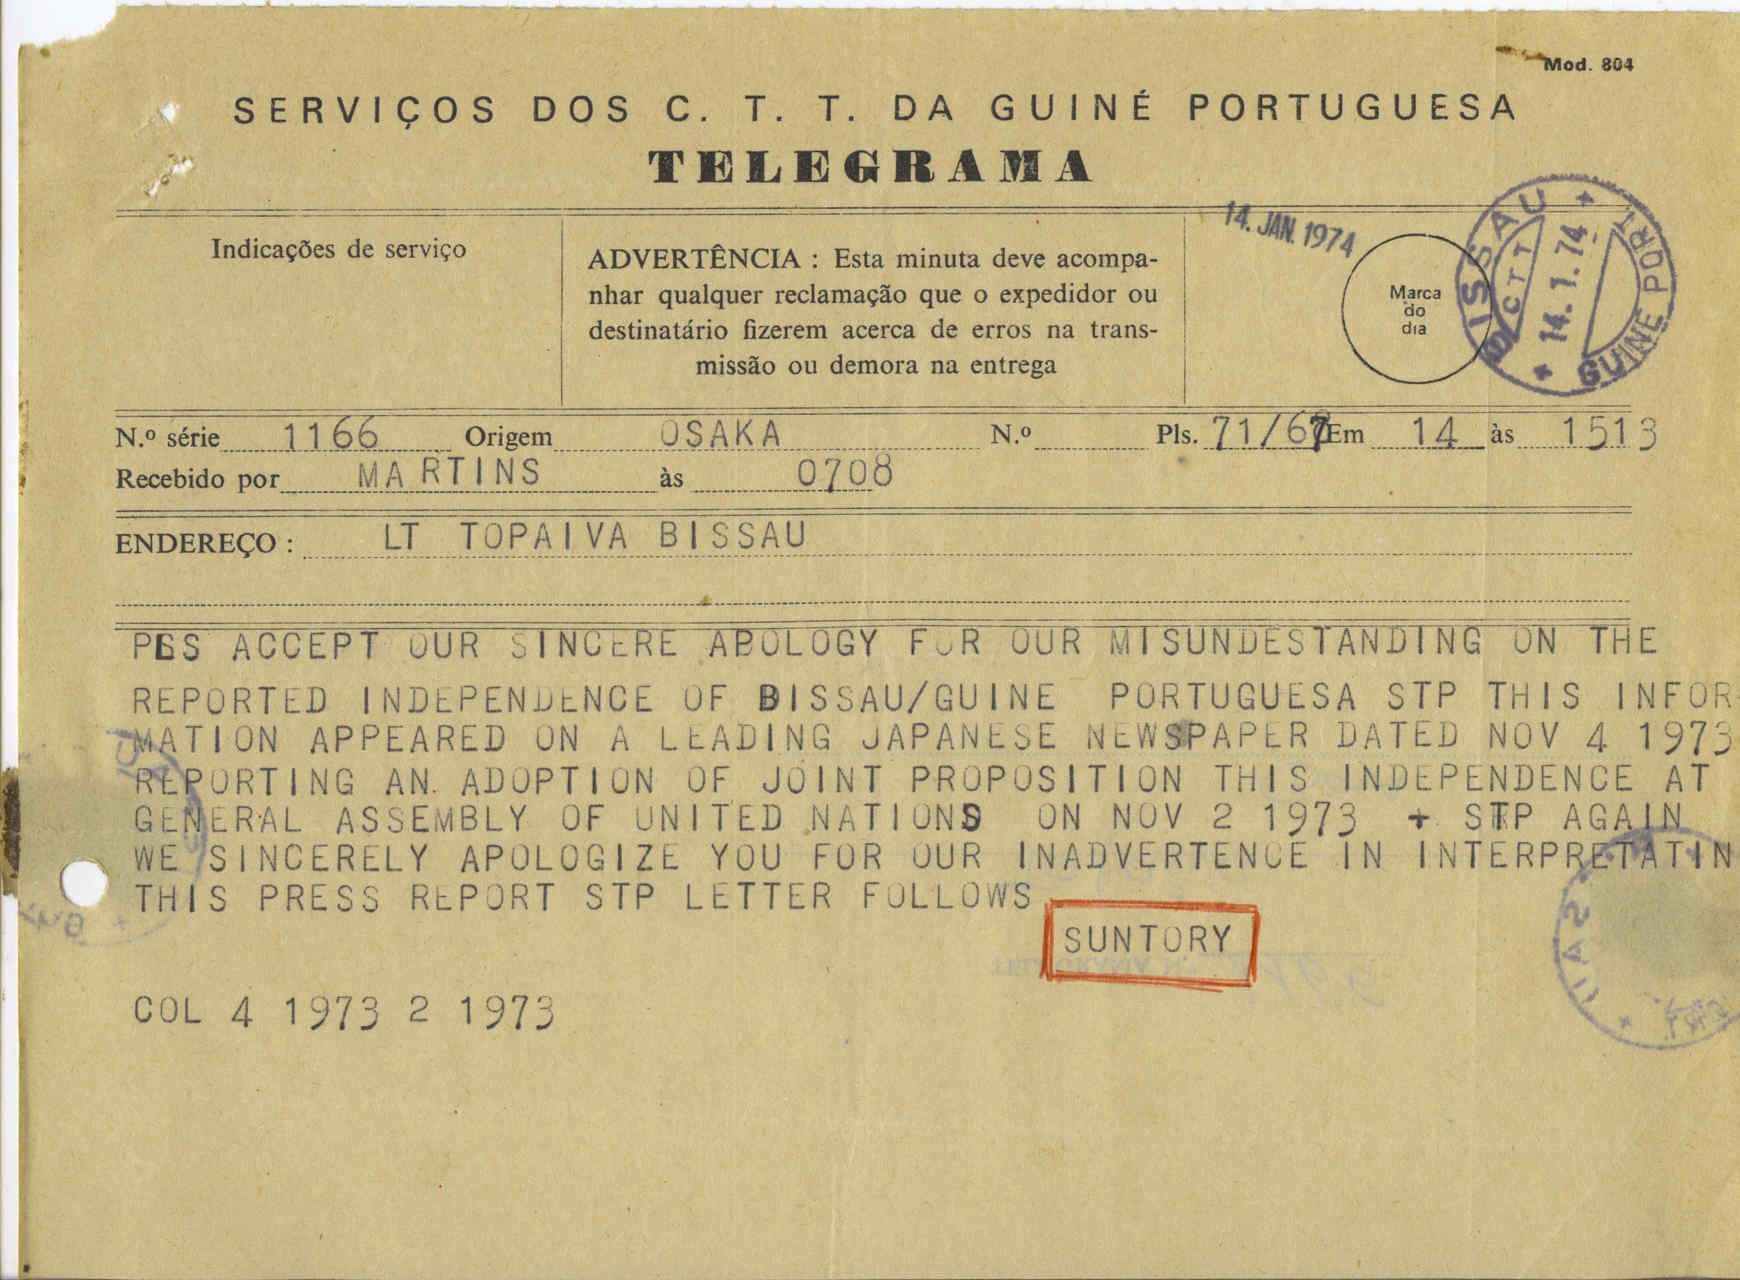 Mod. 804
SERVIÇOS DOS C. T. T. DA GUINÉ PORTUGUESA
TELEGRAMA
Indicações de serviço
ADVERTÊNCIA : Esta minuta deve acompa-
nhar qualquer reclamação que o expedidor ou
destinatário fizerem acerca de erros na trans-
missão ou demora na entrega
14. JAN. 1974
Marca
do
dia
BISSAU
CTT
14.1.74
GUINÉ PORT
N.º série 1166 Origem OSAKA N.º Pls. 71/67 Em 14 às 1513
Recebido por MARTINS às 0708
ENDEREÇO : LT TOPAIVA BISSAU
ACCEPT OUR SINCERE APOLOGY FOR OUR MISUNDESTANDING ON THE
REPORTED INDEPENDENCE OF BISSAU/GUINE PORTUGUESA STP THIS INFOR-
MATION APPEARED ON A LEADING JAPANESE NEWSPAPER DATED NOV 4 1973
REPORTING AN. ADOPTION OF JOINT PROPOSITION THIS INDEPENDENCE AT
GENERAL ASSEMBLY OF UNITED NATIONS ON NOV 2 1973 + STP AGAIN
WE SINCERELY APOLOGIZE YOU FOR OUR INADVERTENCE IN INTERPRETATIN
THIS PRESS REPORT STP LETTER FOLLOWS
SUNTORY
COL 4 1973 2 1973